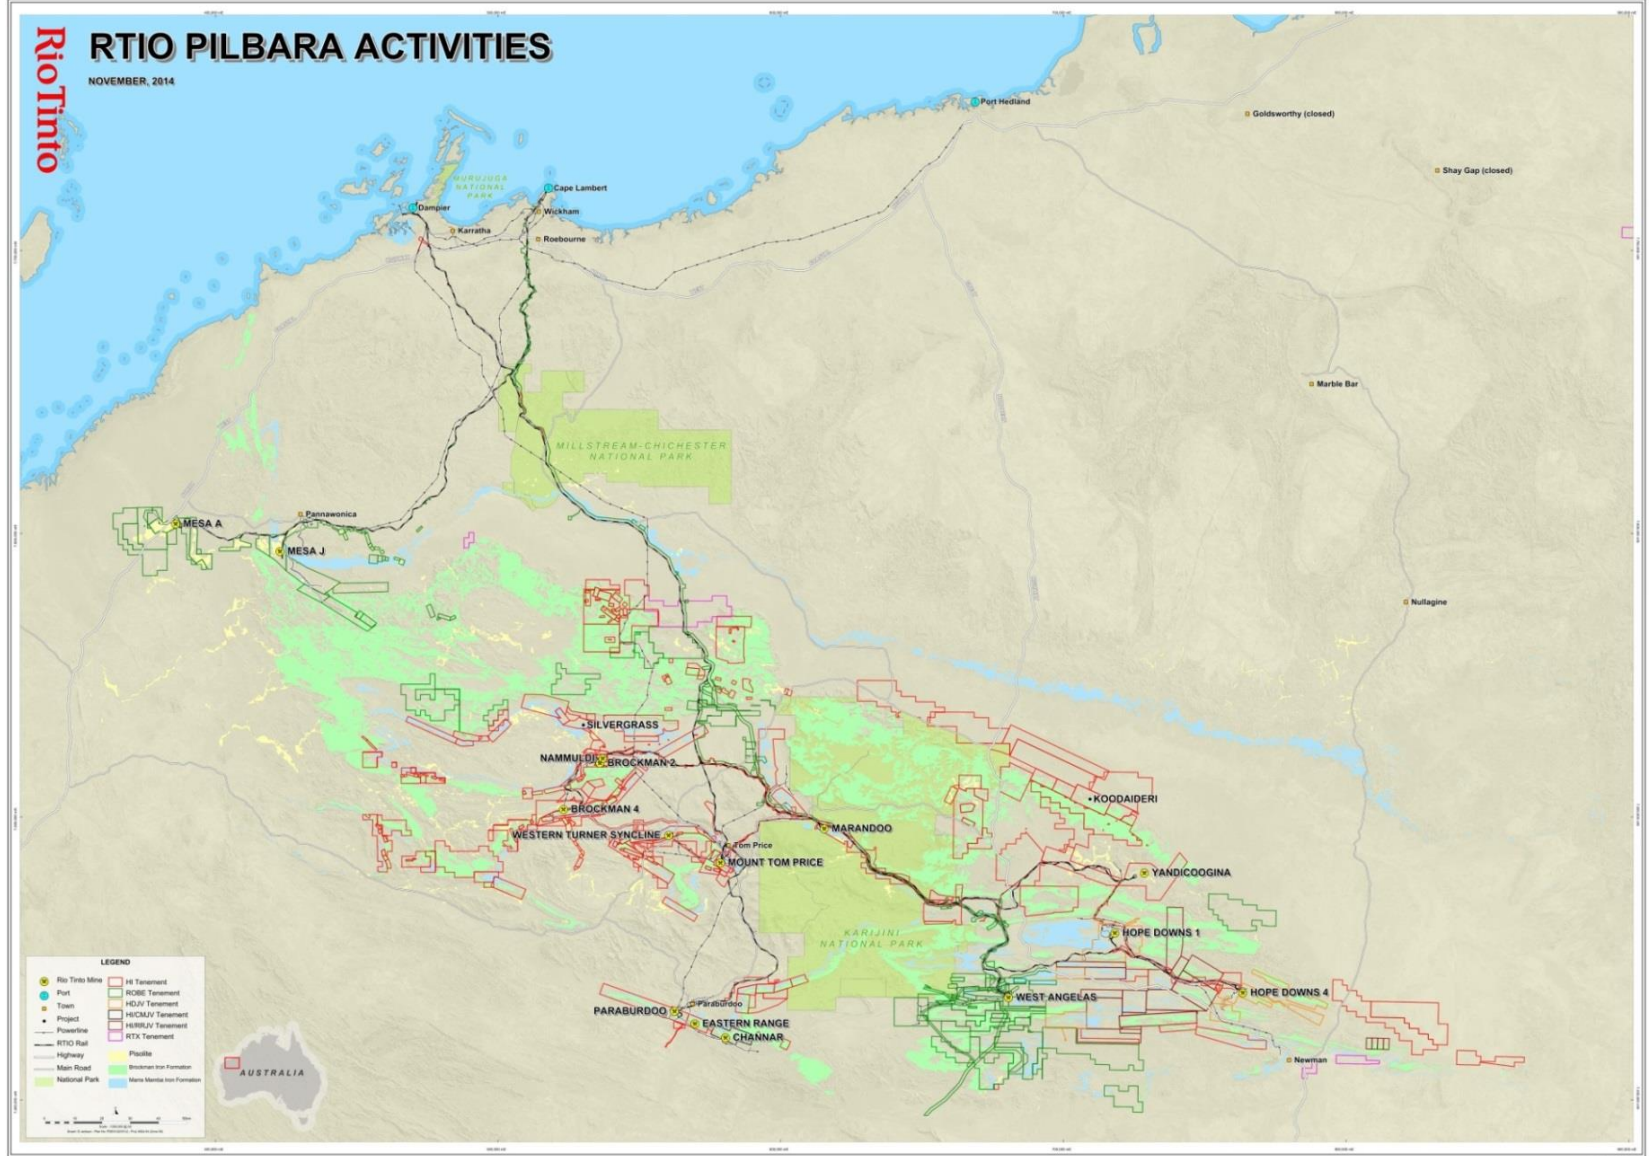 RioTinto
RTIO PILBARA ACTIVITIES
NOVEMBER, 2014
Port Hedland
Goldsworthy (closed)
Shay Gap (closed)
MURUJUGA
NATIONAL
PARK
Cape Lambert
Dampier
Wickham
Karratha
Roebourne
Marble Bar
MILLSTREAM-CHICHESTER
NATIONAL PARK
Pannawonica
MESA A
MESA J
Nullagine
SILVERGRASS
BROCKMAN 2
KOODAIDERI
BROCKMAN 4
MARANDOO
WESTERN TURNER SYNCLINE
Tom Price
MOUNT TOM PRICE
YANDICOOGINA
KARIJINI
NATIONAL PARK
HOPE DOWNS 1
HOPE DOWNS 4
WEST ANGELAS
PARABURDOO
Paraburdoo
EASTERN RANGE
CHANNAR
Newman
LEGEND
Rio Tinto Mine
Port
Town
Project
Powerline
RTIO Rail
Highway
Main Road
National Park
HI Tenement
ROBE Tenement
HDJV Tenement
HI/CMJV Tenement
HI/RRJV Tenement
RTX Tenement
Pisolite
Brockman Iron Formation
Marra Mamba Iron Formation
AUSTRALIA